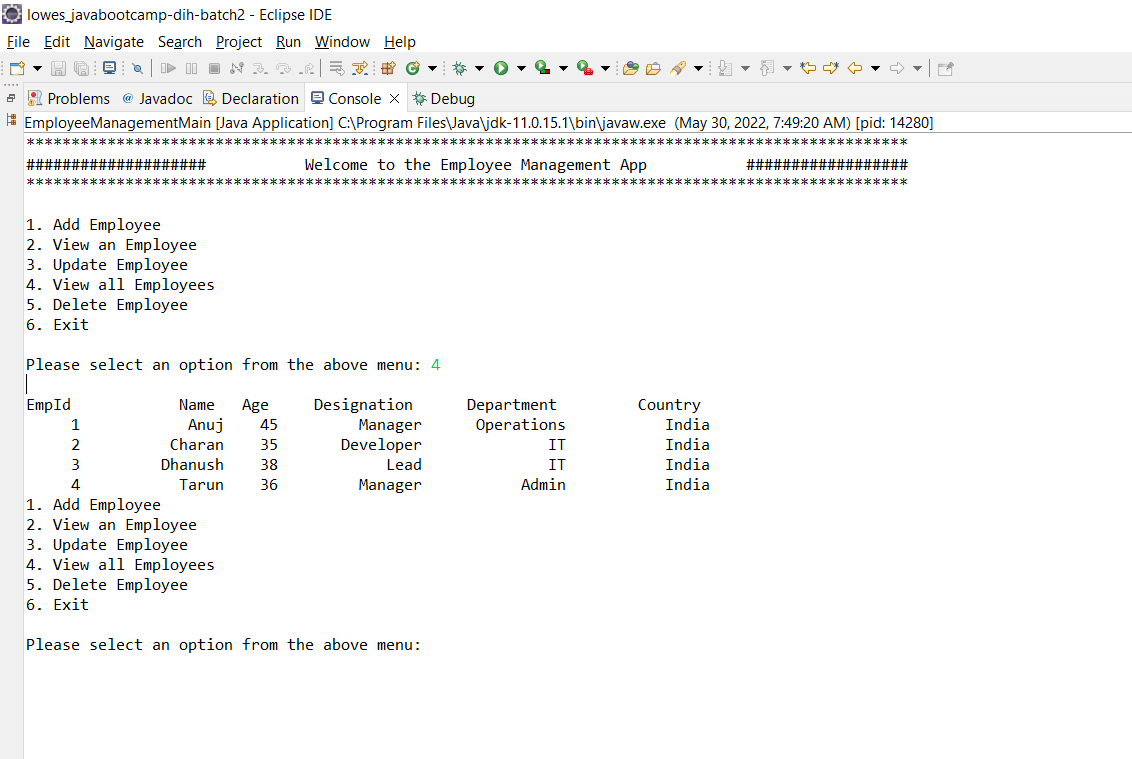 lowes_javabootcamp-dih-batch2 - Eclipse IDE
File Edit Navigate Search Project Run Window Help
Problems @ Javadoc Declaration Console Debug
EmployeeManagementMain [Java Application] C:\Program Files\Java\jdk-11.0.15.1\bin\javaw.exe (May 30, 2022, 7:49:20 AM) [pid: 14280]
**************************************************************************************************
#################### Welcome to the Employee Management App ##################
**************************************************************************************************
1. Add Employee
2. View an Employee
3. Update Employee
4. View all Employees
5. Delete Employee
6. Exit
Please select an option from the above menu: 4
EmpId Name Age Designation Department Country
1 Anuj 45 Manager Operations India
2 Charan 35 Developer IT India
3 Dhanush 38 Lead IT India
4 Tarun 36 Manager Admin India
1. Add Employee
2. View an Employee
3. Update Employee
4. View all Employees
5. Delete Employee
6. Exit
Please select an option from the above menu: